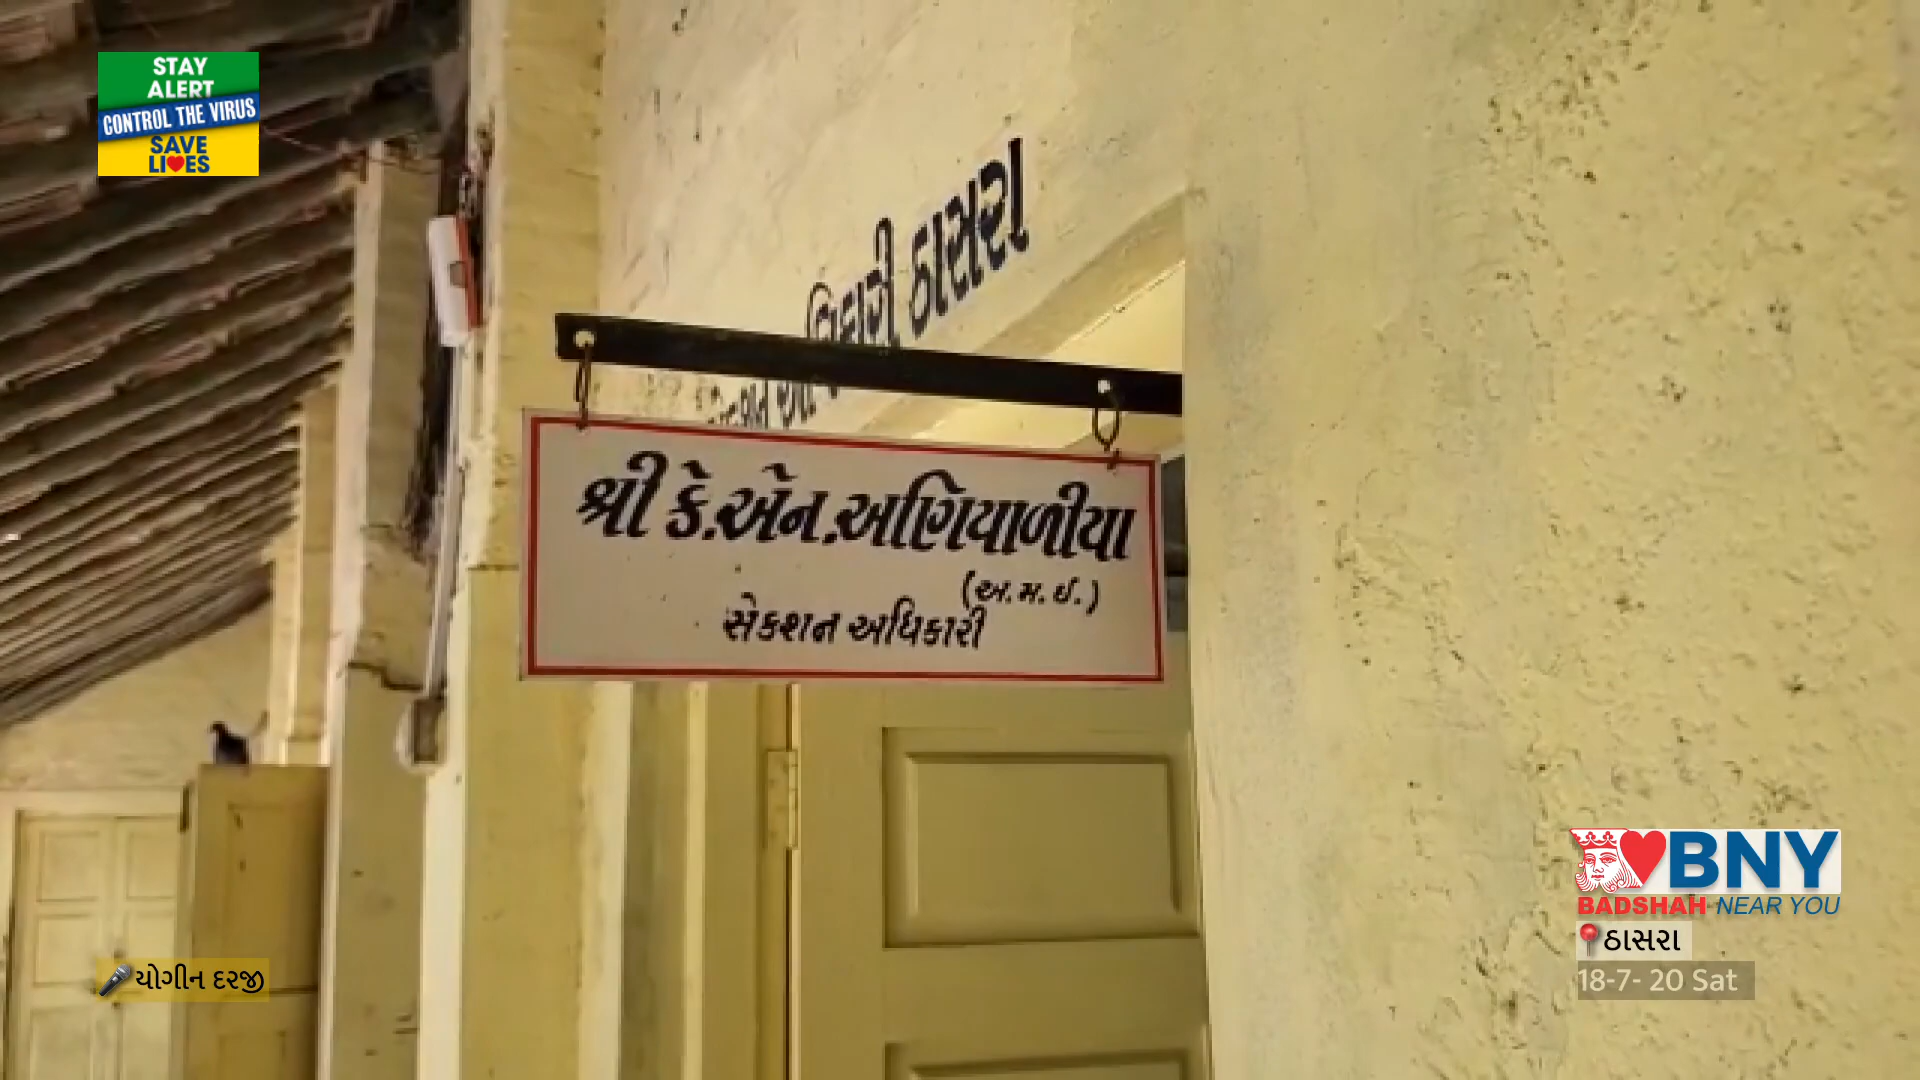 STAY
ALERT
CONTROL THE VIRUS
SAVE
LIVES
ઠાસરા
શ્રી કે.એન.અણિયાળીયા
(અ.મ.ઈ.)
સેકશન અધિકારી
BNY
BADSHAH NEAR YOU
ઠાસરા
18-7- 20 Sat
યોગીન દરજી